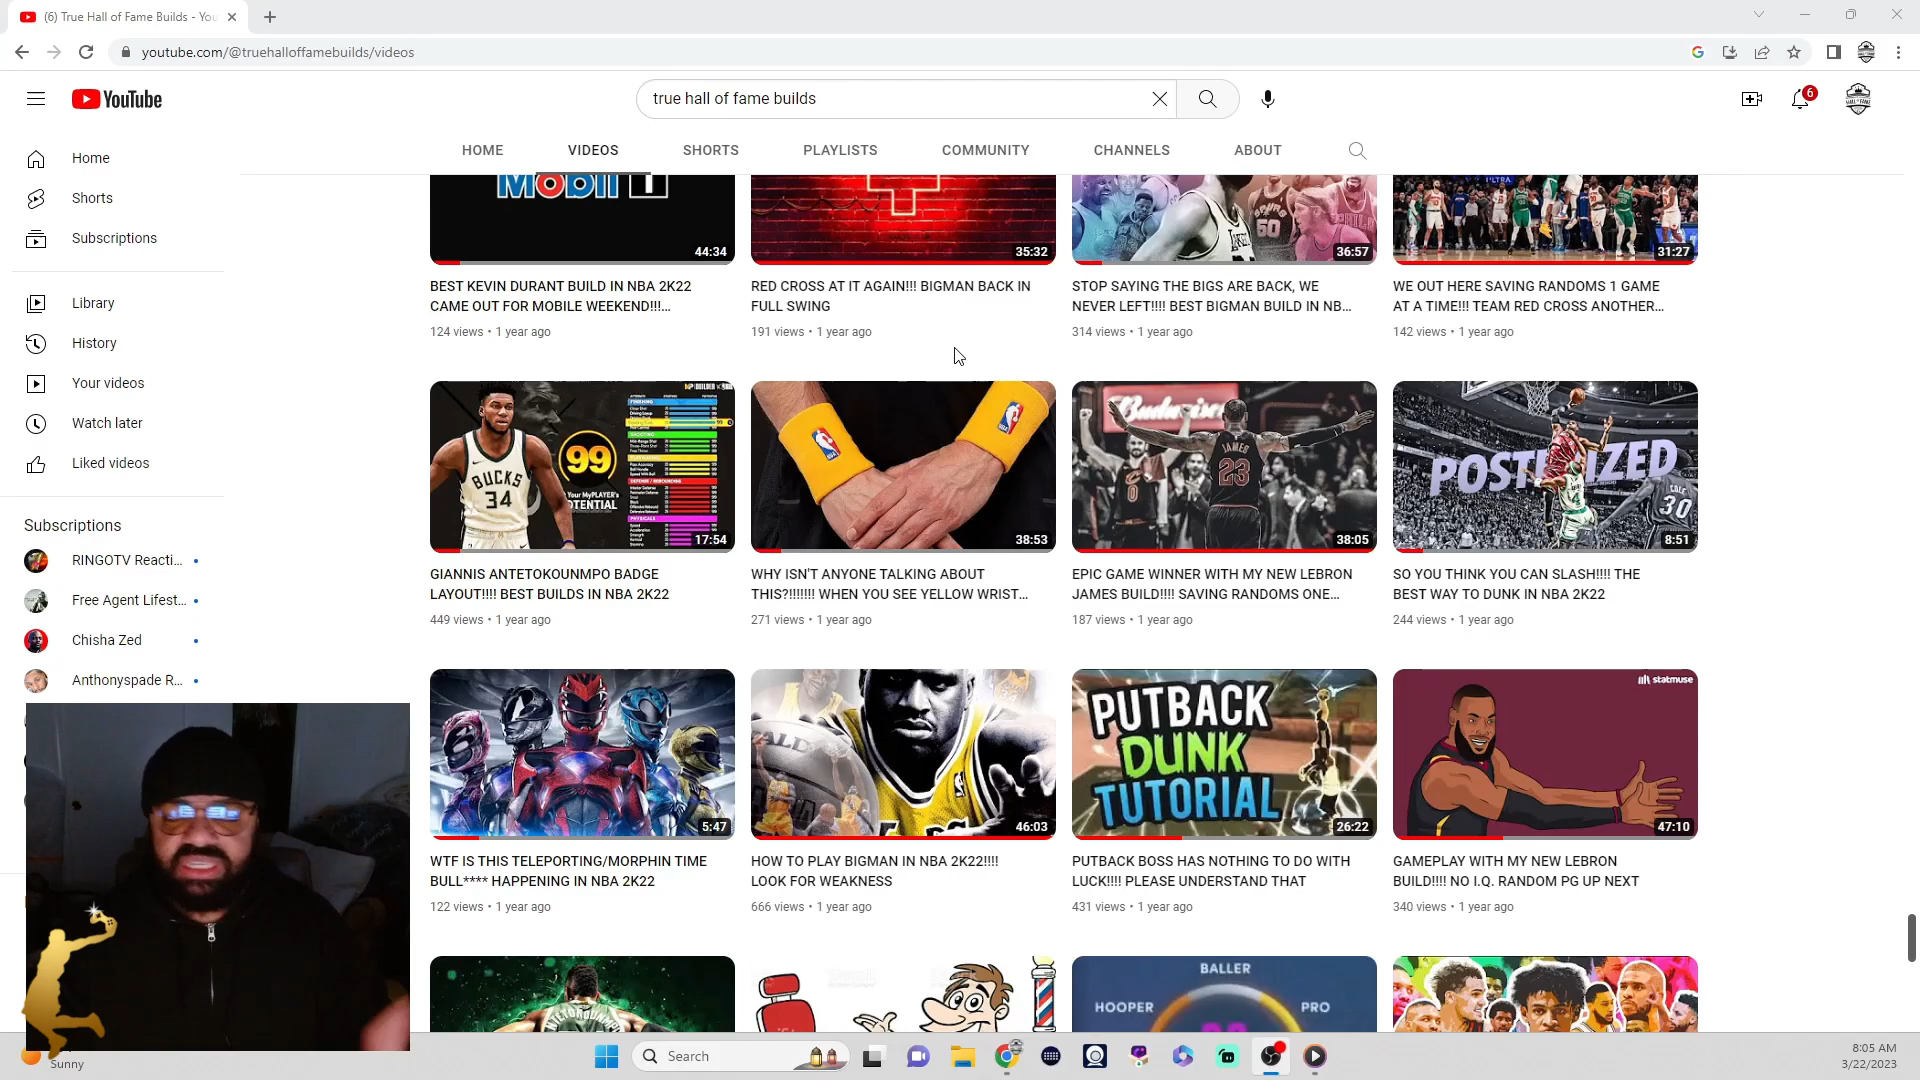 (6) True Hall of Fame Builds - You
youtube.com/@truehalloffamebuilds/videos
YouTube
true hall of fame builds
6
HOME
VIDEOS
SHORTS
PLAYLISTS
COMMUNITY
CHANNELS
ABOUT
Home
Shorts
Subscriptions
Library
History
Your videos
Watch later
Liked videos
Subscriptions
RINGOTV Reacti...
Free Agent Lifest...
Chisha Zed
Anthonyspade R...
Mobil 1
44:34
35:32
36:57
31:27
BEST KEVIN DURANT BUILD IN NBA 2K22
CAME OUT FOR MOBILE WEEKEND!!!...
124 views • 1 year ago
RED CROSS AT IT AGAIN!!! BIGMAN BACK IN
FULL SWING
191 views • 1 year ago
STOP SAYING THE BIGS ARE BACK, WE
NEVER LEFT!!!! BEST BIGMAN BUILD IN NB...
314 views • 1 year ago
WE OUT HERE SAVING RANDOMS 1 GAME
AT A TIME!!! TEAM RED CROSS ANOTHER...
142 views • 1 year ago
BUCKS
34
99
Your MyPLAYER's
POTENTIAL
17:54
38:53
Budweiser
JAMES
23
0
38:05
POSTERIZED
COLE
30
8:51
GIANNIS ANTETOKOUNMPO BADGE
LAYOUT!!!! BEST BUILDS IN NBA 2K22
449 views • 1 year ago
WHY ISN'T ANYONE TALKING ABOUT
THIS?!!!!!!! WHEN YOU SEE YELLOW WRIST...
271 views • 1 year ago
EPIC GAME WINNER WITH MY NEW LEBRON
JAMES BUILD!!!! SAVING RANDOMS ONE...
187 views • 1 year ago
SO YOU THINK YOU CAN SLASH!!!! THE
BEST WAY TO DUNK IN NBA 2K22
244 views • 1 year ago
5:47
46:03
PUTBACK
DUNK
TUTORIAL
26:22
statmuse
47:10
WTF IS THIS TELEPORTING/MORPHIN TIME
BULL**** HAPPENING IN NBA 2K22
122 views • 1 year ago
HOW TO PLAY BIGMAN IN NBA 2K22!!!!
LOOK FOR WEAKNESS
666 views • 1 year ago
PUTBACK BOSS HAS NOTHING TO DO WITH
LUCK!!!! PLEASE UNDERSTAND THAT
431 views • 1 year ago
GAMEPLAY WITH MY NEW LEBRON
BUILD!!!! NO I.Q. RANDOM PG UP NEXT
340 views • 1 year ago
BALLER
HOOPER
PRO
Sunny
Search
8:05 AM
3/22/2023